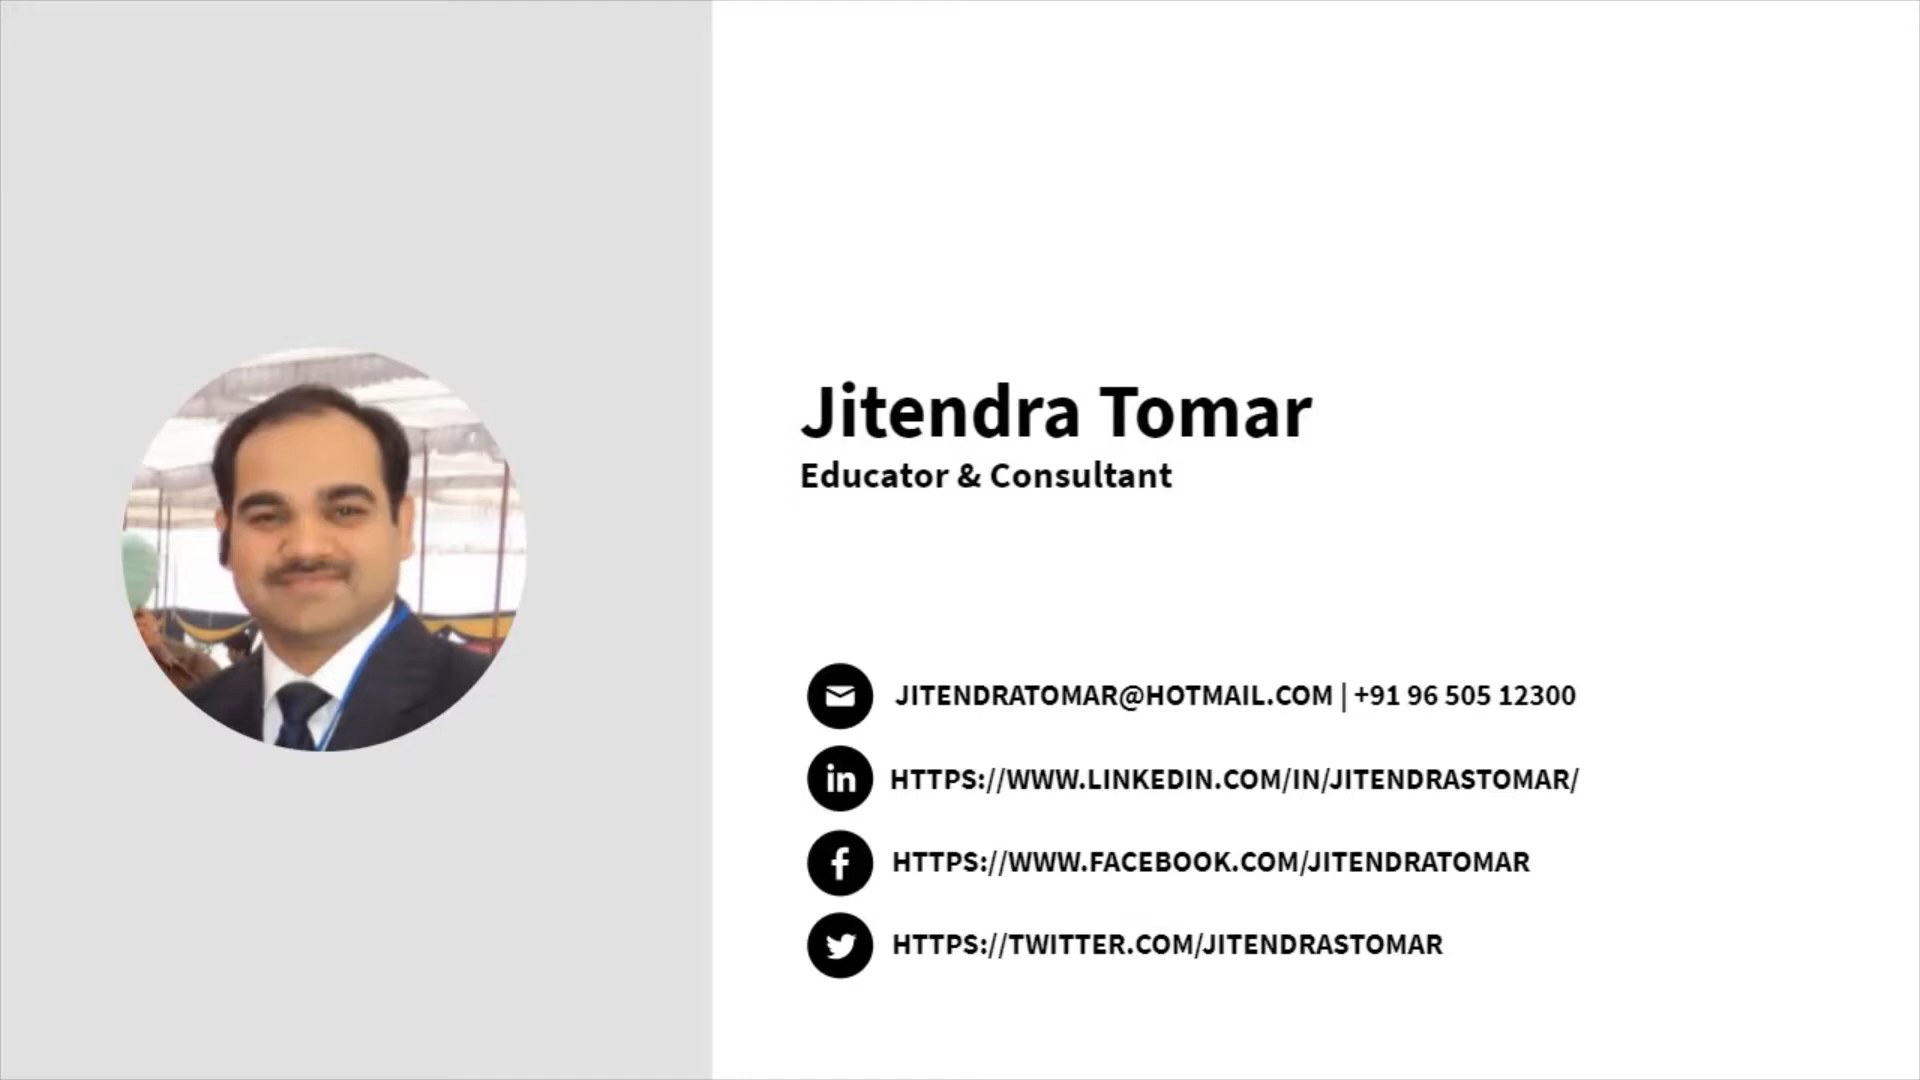 Jitendra Tomar
Educator & Consultant
JITENDRATOMAR@HOTMAIL.COM | +91 96 505 12300
in HTTPS://WWW.LINKEDIN.COM/IN/JITENDRASTOMAR/
f HTTPS://WWW.FACEBOOK.COM/JITENDRATOMAR
HTTPS://TWITTER.COM/JITENDRASTOMAR